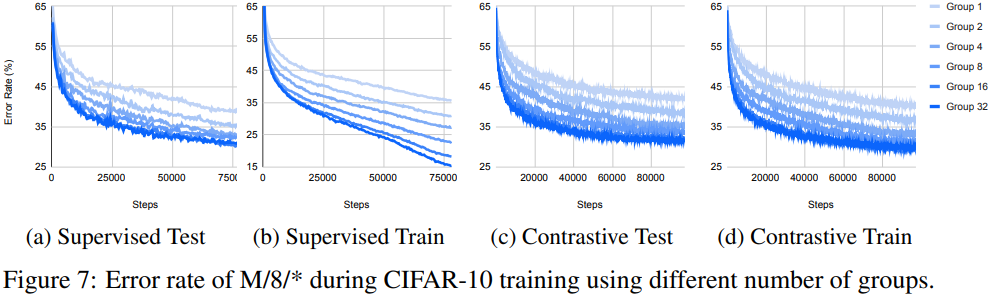 65
55
45
35
25
Error Rate (%)
0
25000
50000
7500
Steps
65
55
45
35
25
15
0
25000
50000
75000
Steps
65
55
45
35
25
20000
40000
60000
80000
Steps
65
55
45
35
25
20000
40000
60000
80000
Steps
Group 1
Group 2
Group 4
Group 8
Group 16
Group 32
(a) Supervised Test
(b) Supervised Train
(c) Contrastive Test
(d) Contrastive Train
Figure 7: Error rate of M/8/* during CIFAR-10 training using different number of groups.